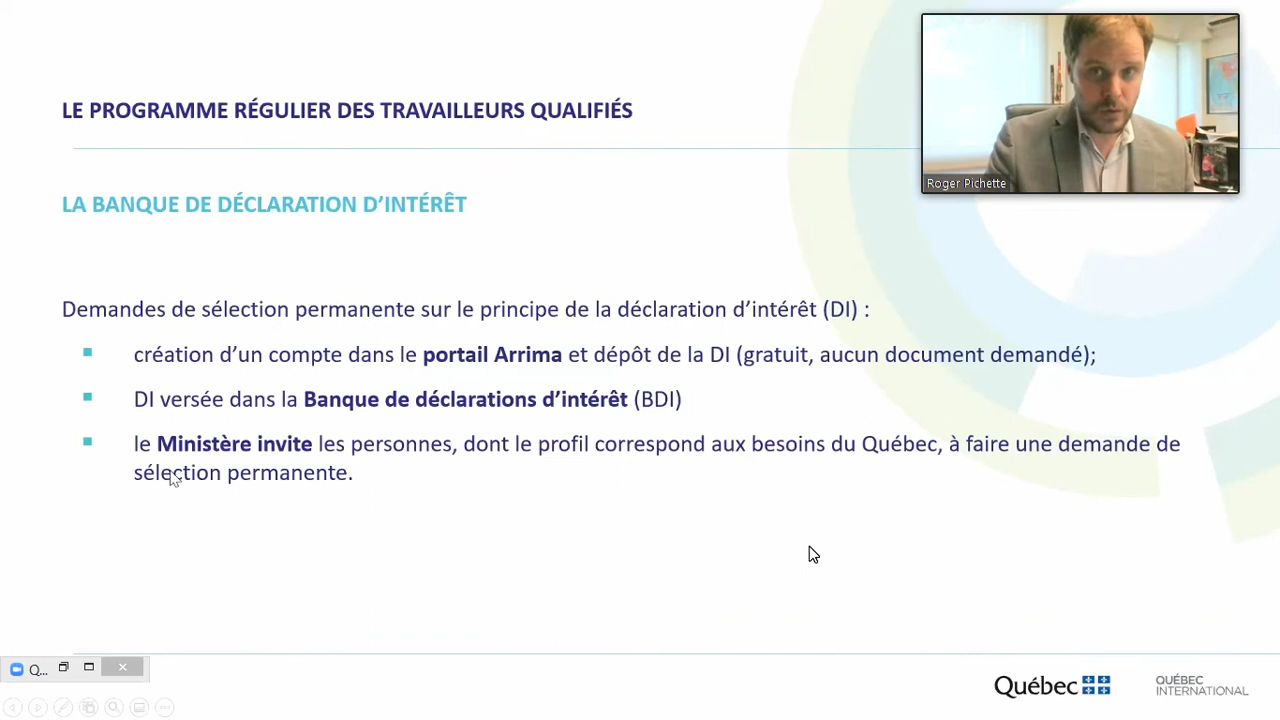 LE PROGRAMME RÉGULIER DES TRAVAILLEURS QUALIFIÉS
Roger Pichette
LA BANQUE DE DÉCLARATION D’INTÉRÊT
Demandes de sélection permanente sur le principe de la déclaration d’intérêt (DI) :
▪ création d’un compte dans le portail Arrima et dépôt de la DI (gratuit, aucun document demandé);
▪ DI versée dans la Banque de déclarations d’intérêt (BDI)
▪ le Ministère invite les personnes, dont le profil correspond aux besoins du Québec, à faire une demande de
sélection permanente.
Q...
Québec
QUÉBEC
INTERNATIONAL